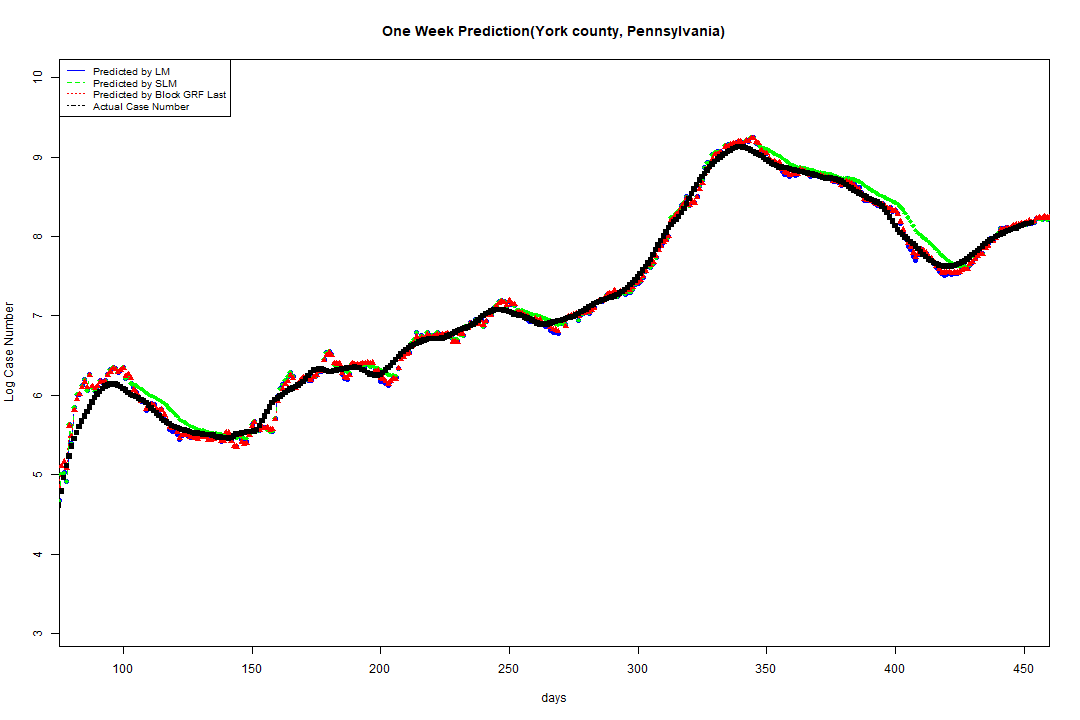 One Week Prediction(York county, Pennsylvania)
Predicted by LM
Predicted by SLM
Predicted by Block GRF Last
Actual Case Number
10
9
8
7
6
5
4
3
Log Case Number
100 150 200 250 300 350 400 450
days